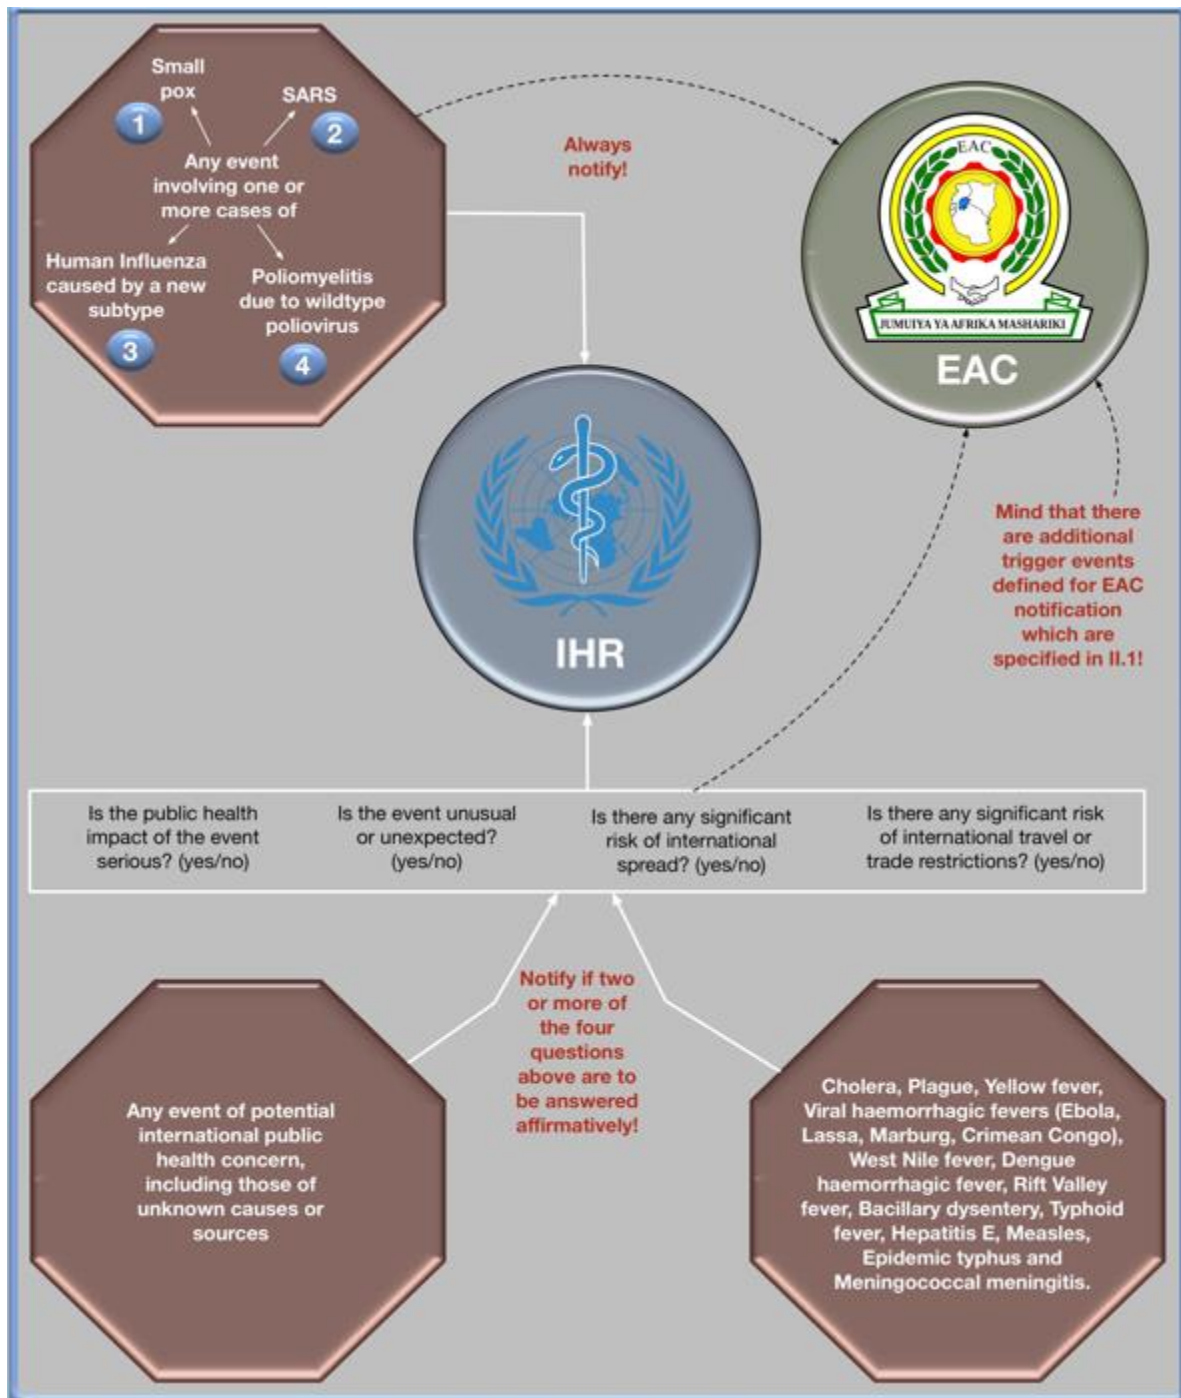 Small
pox
1
SARS
2
Any event
involving one or
more cases of
Human Influenza
caused by a new
subtype
3
Poliomyelitis
due to wildtype
poliovirus
4
Always
notify!
EAC
JUMUIYA YA AFRIKA MASHARIKI
EAC
IHR
Mind that there
are additional
trigger events
defined for EAC
notification
which are
specified in II.1!
Is the public health
impact of the event
serious? (yes/no)
Is the event unusual
or unexpected?
(yes/no)
Is there any significant
risk of international
spread? (yes/no)
Is there any significant risk
of international travel or
trade restrictions? (yes/no)
Notify if two
or more of
the four
questions
above are to
be answered
affirmatively!
Any event of potential
international public
health concern,
including those of
unknown causes or
sources
Cholera, Plague, Yellow fever,
Viral haemorrhagic fevers (Ebola,
Lassa, Marburg, Crimean Congo),
West Nile fever, Dengue
haemorrhagic fever, Rift Valley
fever, Bacillary dysentery, Typhoid
fever, Hepatitis E, Measles,
Epidemic typhus and
Meningococcal meningitis.